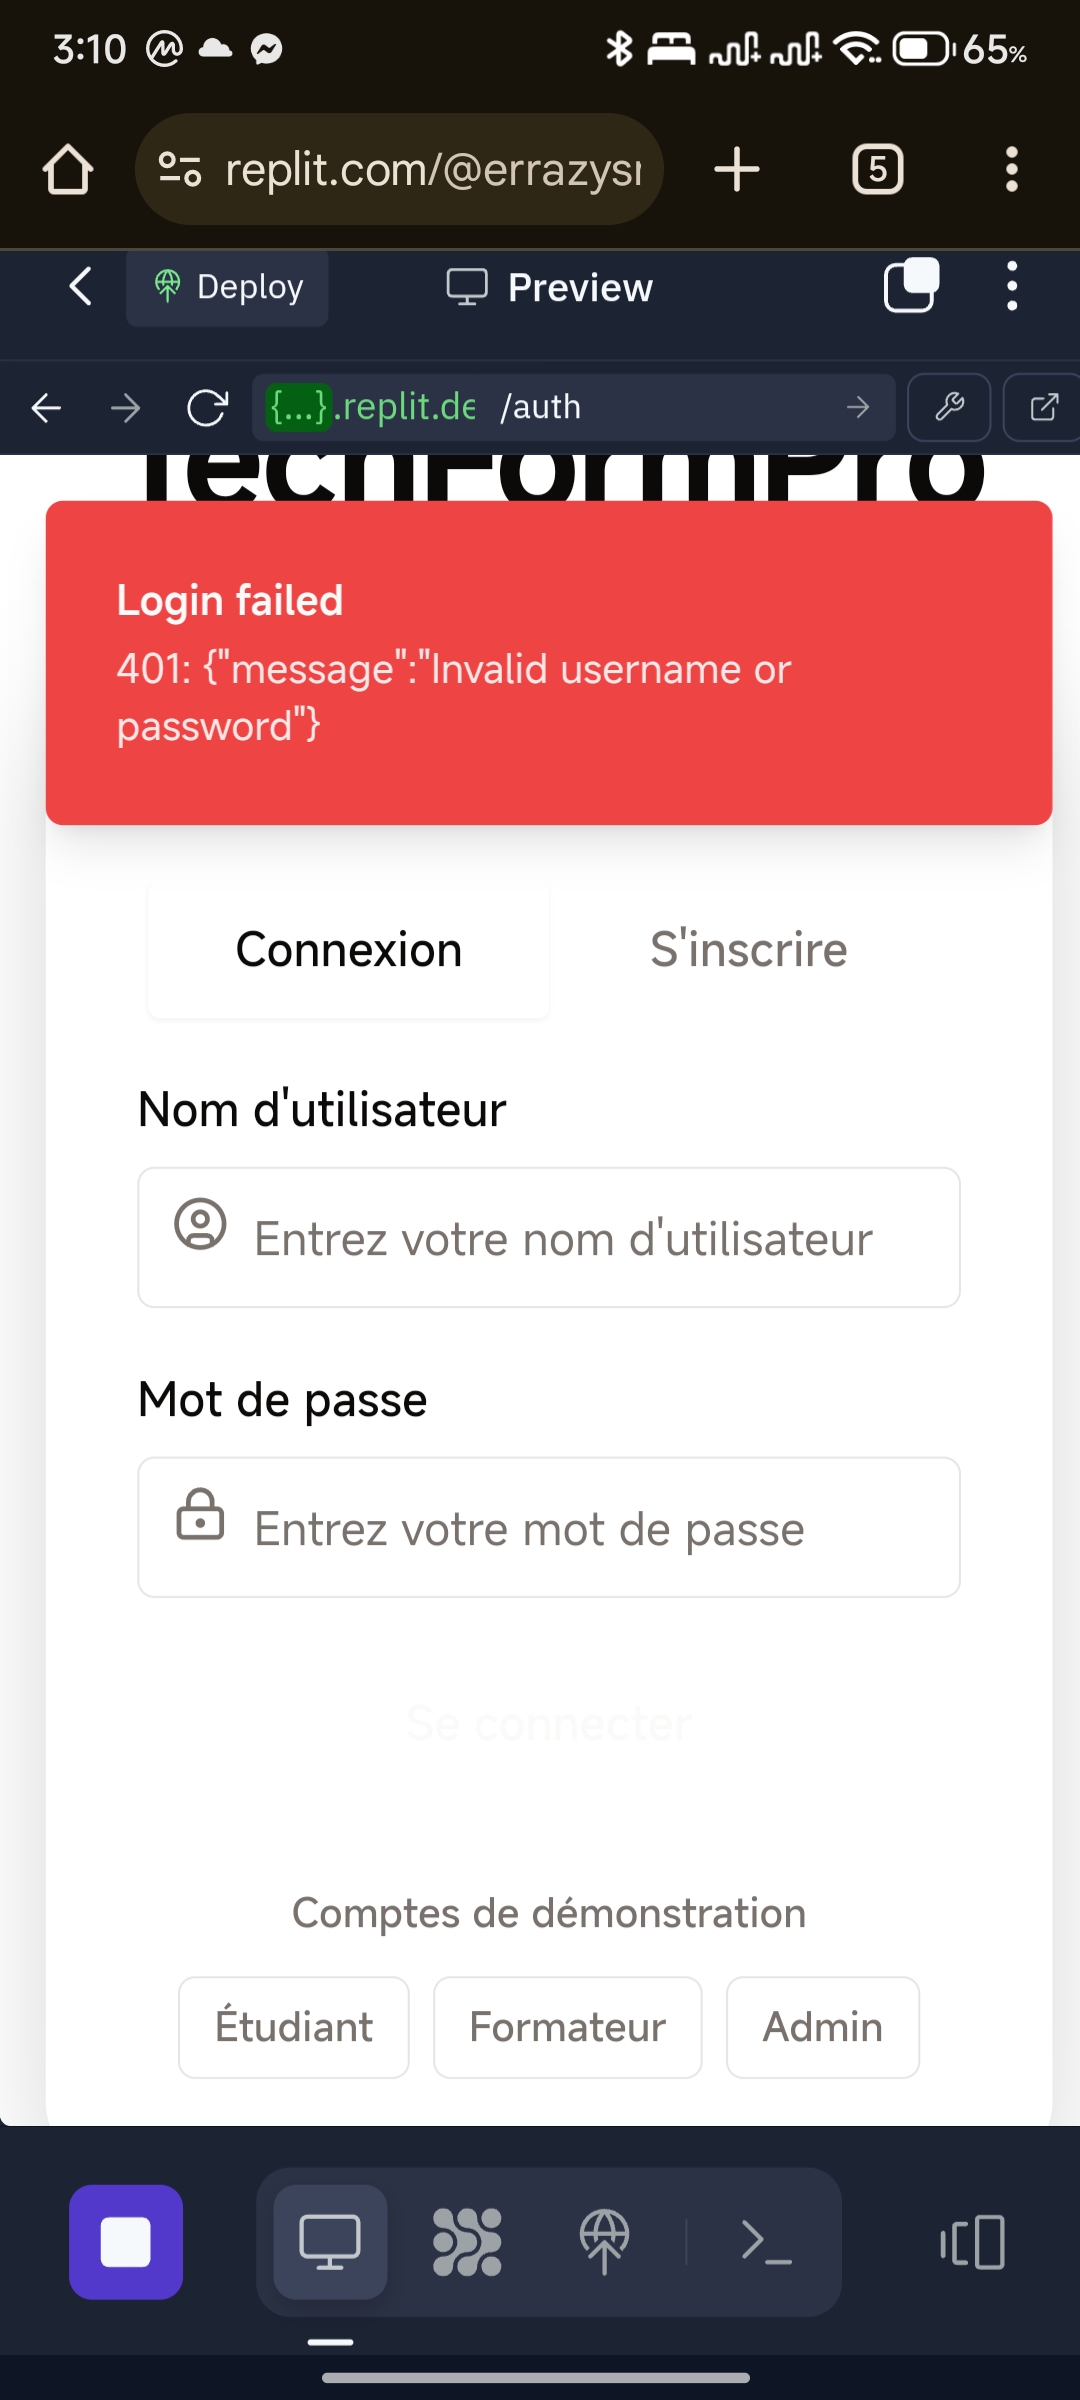 3:10
65%
replit.com/@errazysr
5
Deploy
Preview
{...}.replit.de /auth
TechFormPro
Login failed
401: {"message":"Invalid username or
password"}
Connexion
S'inscrire
Nom d'utilisateur
Entrez votre nom d'utilisateur
Mot de passe
Entrez votre mot de passe
Se connecter
Comptes de démonstration
Étudiant
Formateur
Admin